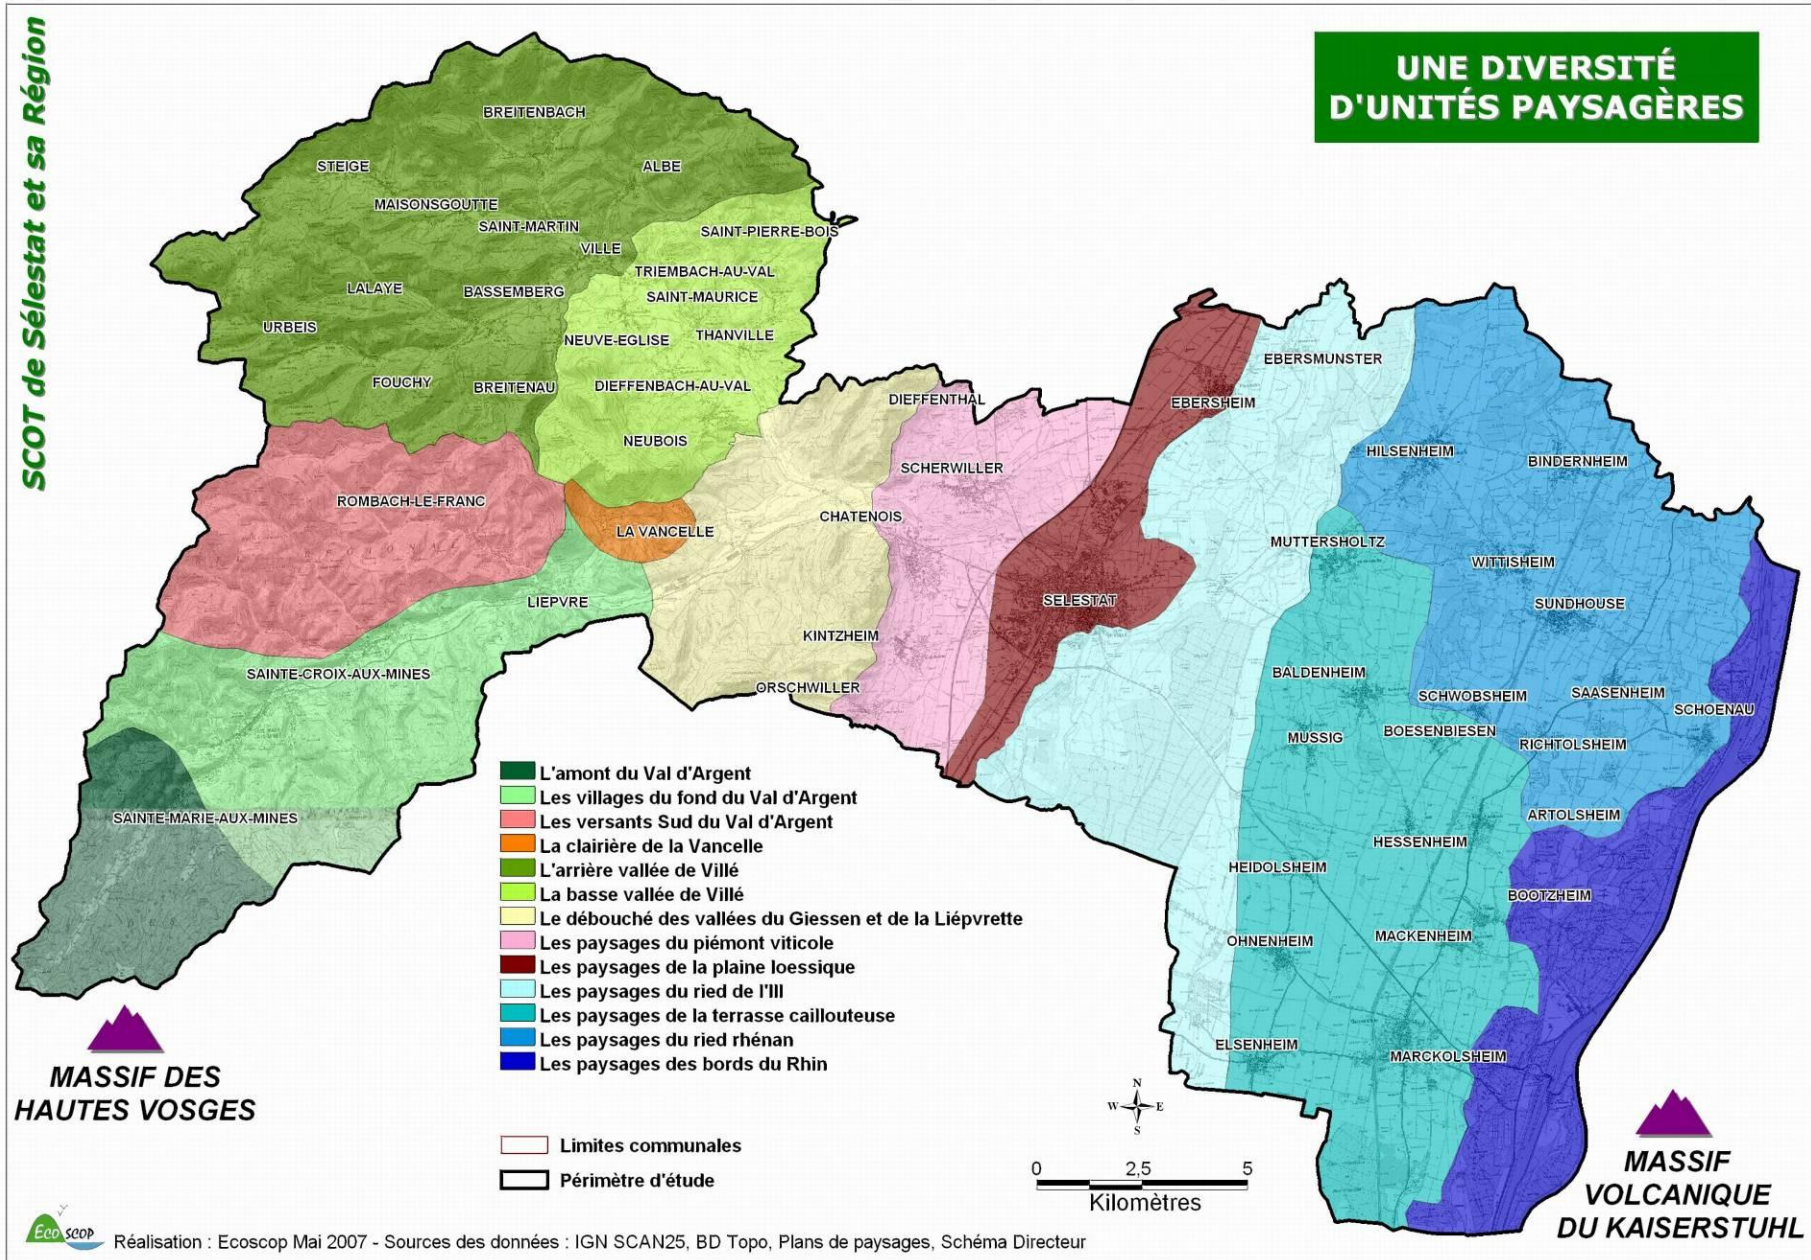 SCOT de Sélestat et sa Région
UNE DIVERSITÉ
D'UNITÉS PAYSAGÈRES
BREITENBACH
STEIGE
ALBE
MAISONSGOUTTE
SAINT-MARTIN
VILLE
SAINT-PIERRE-BOIS
TRIEMBACH-AU-VAL
LALAYE
BASSEMBERG
SAINT-MAURICE
URBEIS
NEUVE-EGLISE
THANVILLE
FOUCHY
BREITENAU
DIEFFENBACH-AU-VAL
NEUBOIS
EBERSMUNSTER
DIEFFENTHAL
EBERSHEIM
HILSENHEIM
BINDERNHEIM
SCHERWILLER
ROMBACH-LE-FRANC
LA VANCELLE
CHATENOIS
MUTTERSHOLTZ
WITTISHEIM
LIEPVRE
SELESTAT
SUNDHOUSE
KINTZHEIM
SAINTE-CROIX-AUX-MINES
BALDENHEIM
ORSCHWILLER
SCHWOBSHEIM
SAASENHEIM
SCHOENAU
MUSSIG
BOESENBIESEN
RICHTOLSHEIM
SAINTE-MARIE-AUX-MINES
ARTOLSHEIM
HESSENHEIM
HEIDOLSHEIM
BOOTZHEIM
OHNENHEIM
MACKENHEIM
ELSENHEIM
MARCKOLSHEIM
L'amont du Val d'Argent
Les villages du fond du Val d'Argent
Les versants Sud du Val d'Argent
La clairière de la Vancelle
L'arrière vallée de Villé
La basse vallée de Villé
Le débouché des vallées du Giessen et de la Liépvrette
Les paysages du piémont viticole
Les paysages de la plaine loessique
Les paysages du ried de l'Ill
Les paysages de la terrasse caillouteuse
Les paysages du ried rhénan
Les paysages des bords du Rhin
Limites communales
Périmètre d'étude
MASSIF DES
HAUTES VOSGES
N
W E
S
0 2,5 5
Kilomètres
MASSIF
VOLCANIQUE
DU KAISERSTUHL
Eco SCOP
Réalisation : Ecoscop Mai 2007 - Sources des données : IGN SCAN25, BD Topo, Plans de paysages, Schéma Directeur